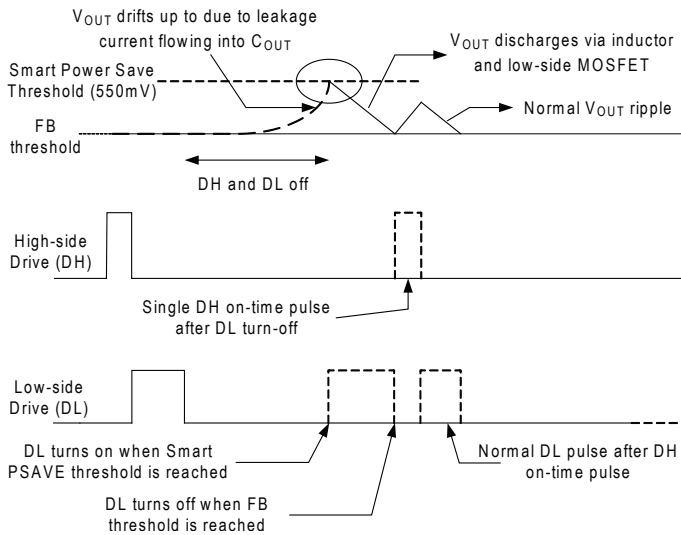 VOUT drifts up to due to leakage
current flowing into COUT
VOUT discharges via inductor
and low-side MOSFET
Smart Power Save
Threshold (550mV)
Normal VOUT ripple
FB
threshold
DH and DL off
High-side
Drive (DH)
Single DH on-time pulse
after DL turn-off
Low-side
Drive (DL)
DL turns on when Smart
PSAVE threshold is reached
Normal DL pulse after DH
on-time pulse
DL turns off when FB
threshold is reached